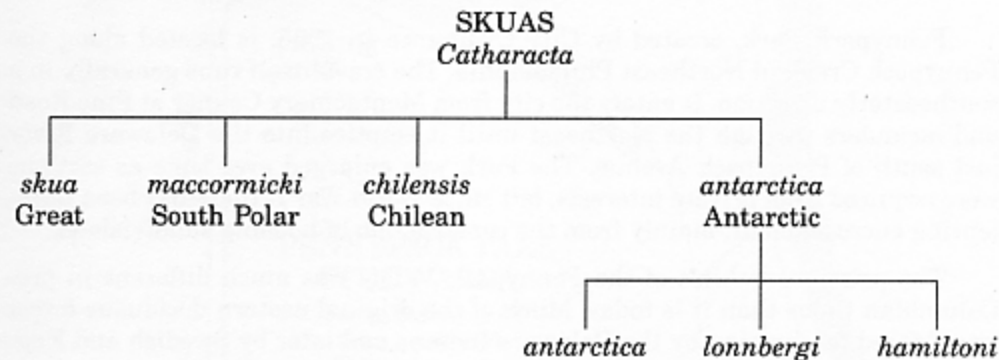 SKUAS
Catharacta
skua maccormicki chilensis antarctica
Great South Polar Chilean Antarctic
antarctica lonnbergi hamiltoni